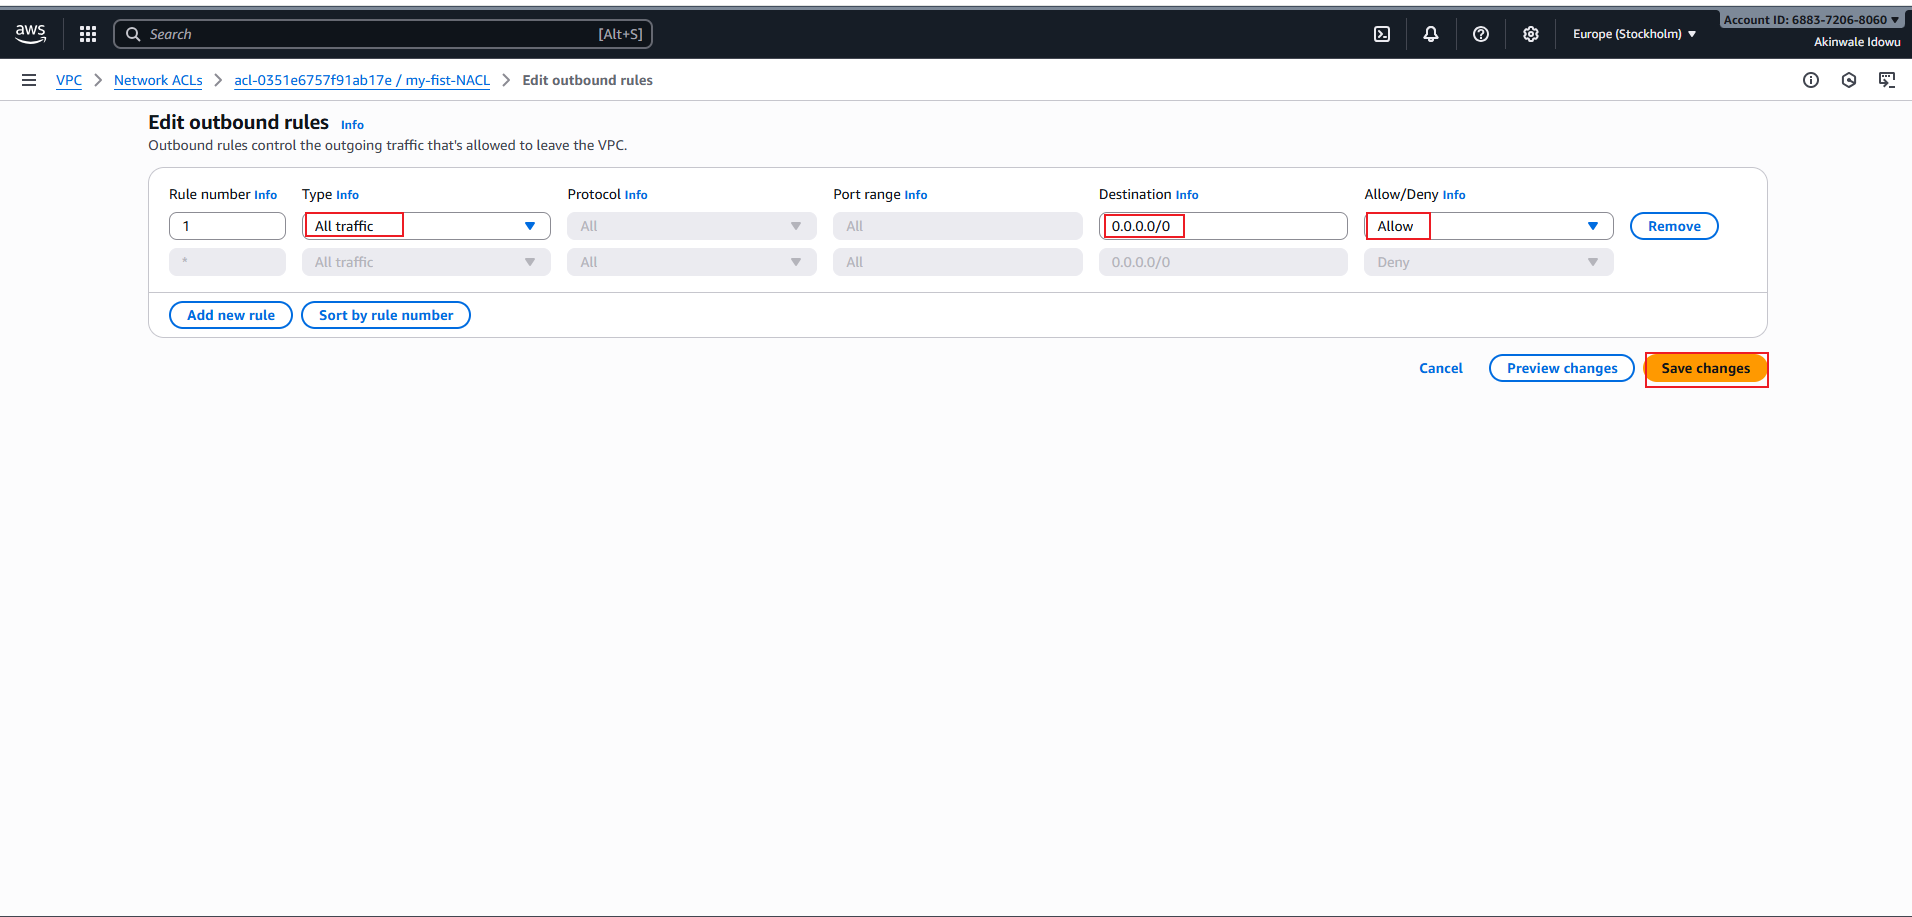 aws
Search [Alt+S]
Europe (Stockholm)
Account ID: 6883-7206-8060
Akinwale Idowu
VPC
Network ACLs
acl-0351e6757f91ab17e / my-fist-NACL
Edit outbound rules
Edit outbound rules Info
Outbound rules control the outgoing traffic that's allowed to leave the VPC.
Rule number Info Type Info Protocol Info Port range Info Destination Info Allow/Deny Info
1 All traffic All All 0.0.0.0/0 Allow Remove
* All traffic All All 0.0.0.0/0 Deny
Add new rule Sort by rule number
Cancel Preview changes Save changes